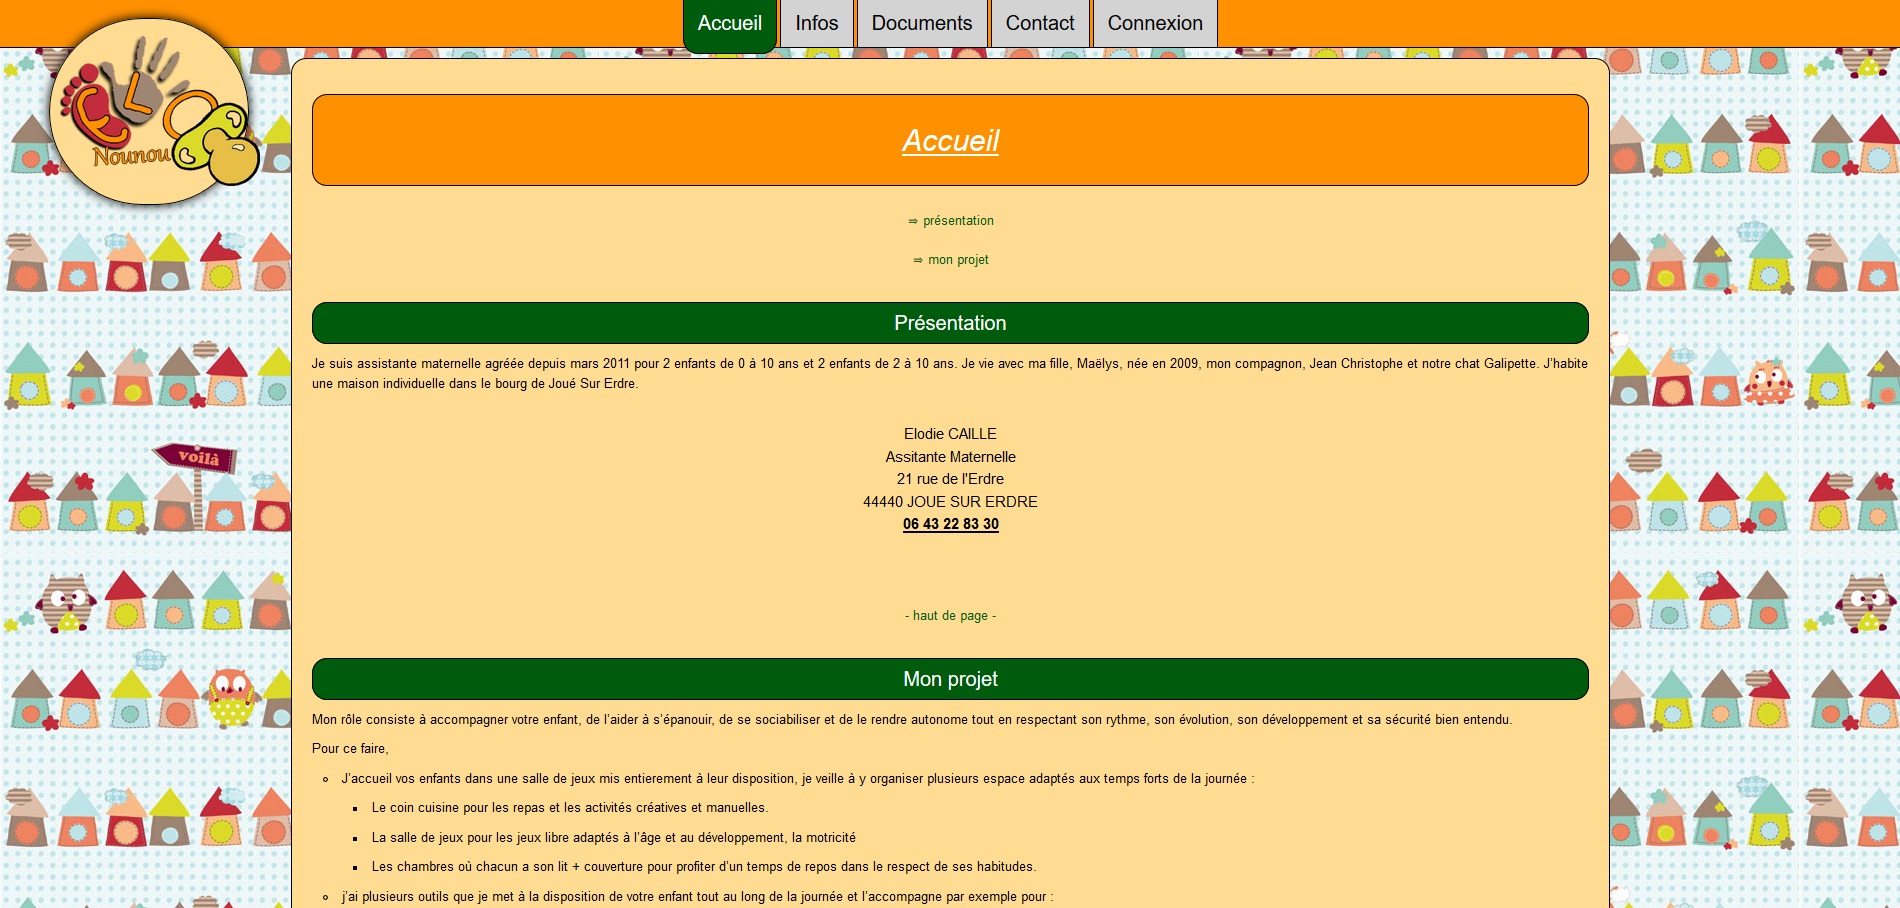 Accueil
Infos
Documents
Contact
Connexion
ELO
Nounou
Accueil
⇒ présentation
⇒ mon projet
Présentation
Je suis assistante maternelle agréée depuis mars 2011 pour 2 enfants de 0 à 10 ans et 2 enfants de 2 à 10 ans. Je vie avec ma fille, Maëlys, née en 2009, mon compagnon, Jean Christophe et notre chat Galipette. J’habite
une maison individuelle dans le bourg de Joué Sur Erdre.
Elodie CAILLE
Assitante Maternelle
21 rue de l'Erdre
44440 JOUE SUR ERDRE
06 43 22 83 30
voilà
- haut de page -
Mon projet
Mon rôle consiste à accompagner votre enfant, de l’aider à s’épanouir, de se sociabiliser et de le rendre autonome tout en respectant son rythme, son évolution, son développement et sa sécurité bien entendu.
Pour ce faire,
J’accueil vos enfants dans une salle de jeux mis entierement à leur disposition, je veille à y organiser plusieurs espace adaptés aux temps forts de la journée :
Le coin cuisine pour les repas et les activités créatives et manuelles.
La salle de jeux pour les jeux libre adaptés à l’âge et au développement, la motricité
Les chambres où chacun a son lit + couverture pour profiter d’un temps de repos dans le respect de ses habitudes.
j’ai plusieurs outils que je met à la disposition de votre enfant tout au long de la journée et l’accompagne par exemple pour :